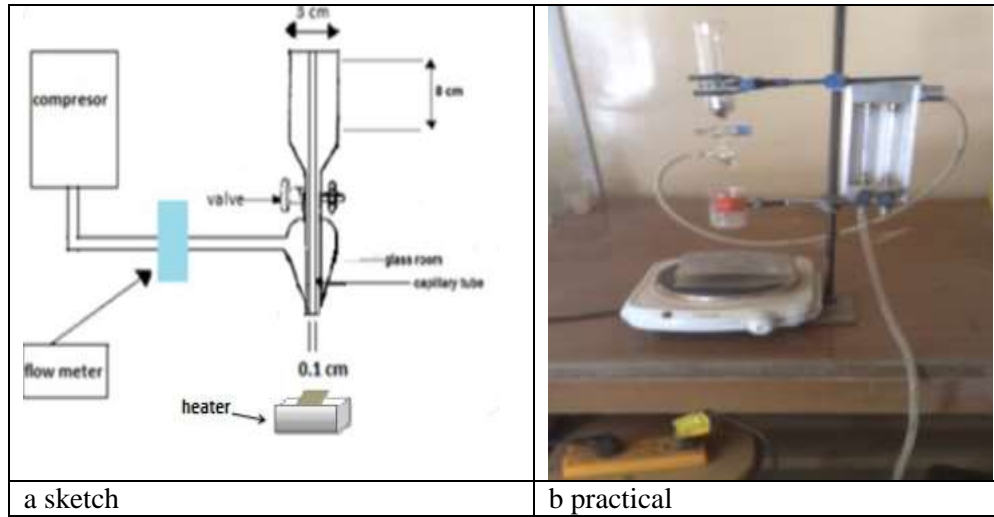 3 cm
compresor
8 cm
valve
glass room
capillary tube
flow meter
0.1 cm
heater
a sketch
b practical